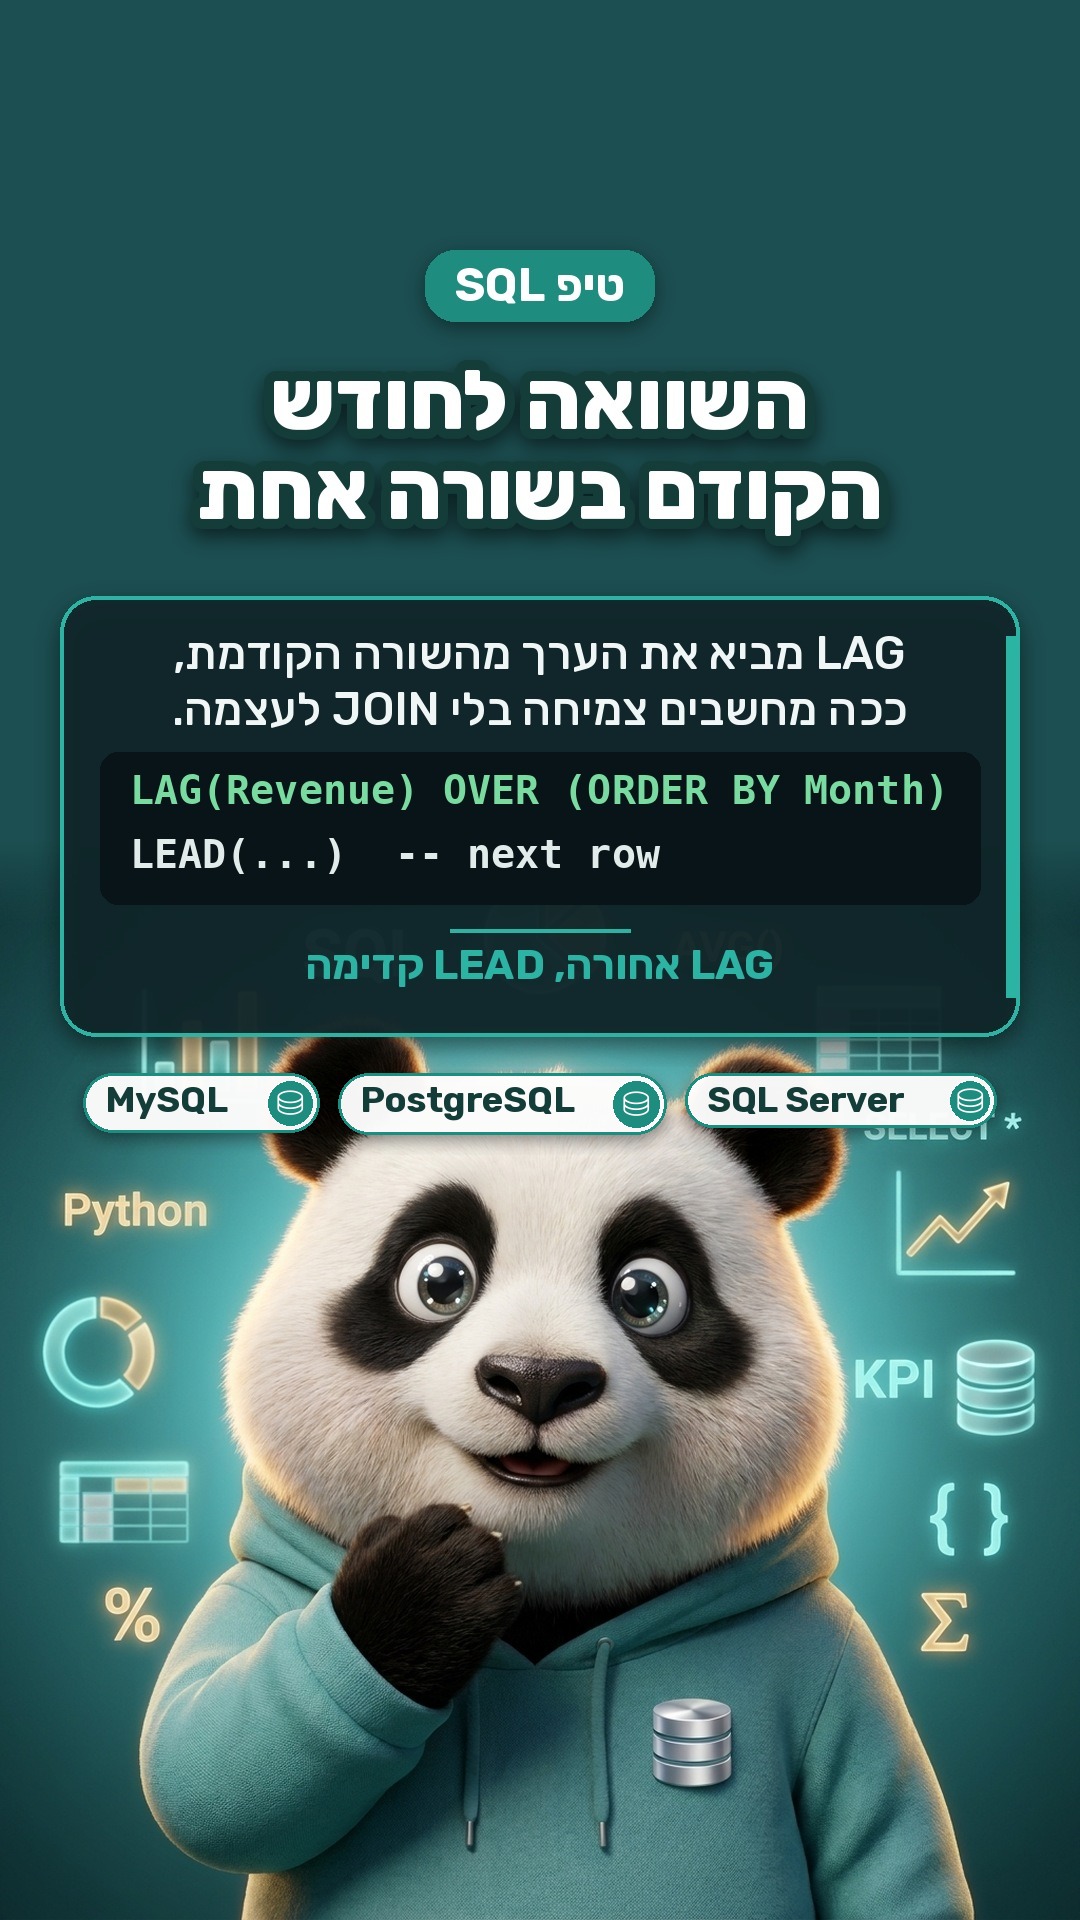 טיפ SQL
השוואה לחודש
הקודם בשורה אחת
LAG מביא את הערך מהשורה הקודמת,
ככה מחשבים צמיחה בלי JOIN לעצמה.
LAG(Revenue) OVER (ORDER BY Month)
LEAD(...)  -- next row
LAG אחורה, LEAD קדימה
MySQL
PostgreSQL
SQL Server
SELECT *
Python
KPI
{ }
%
Σ